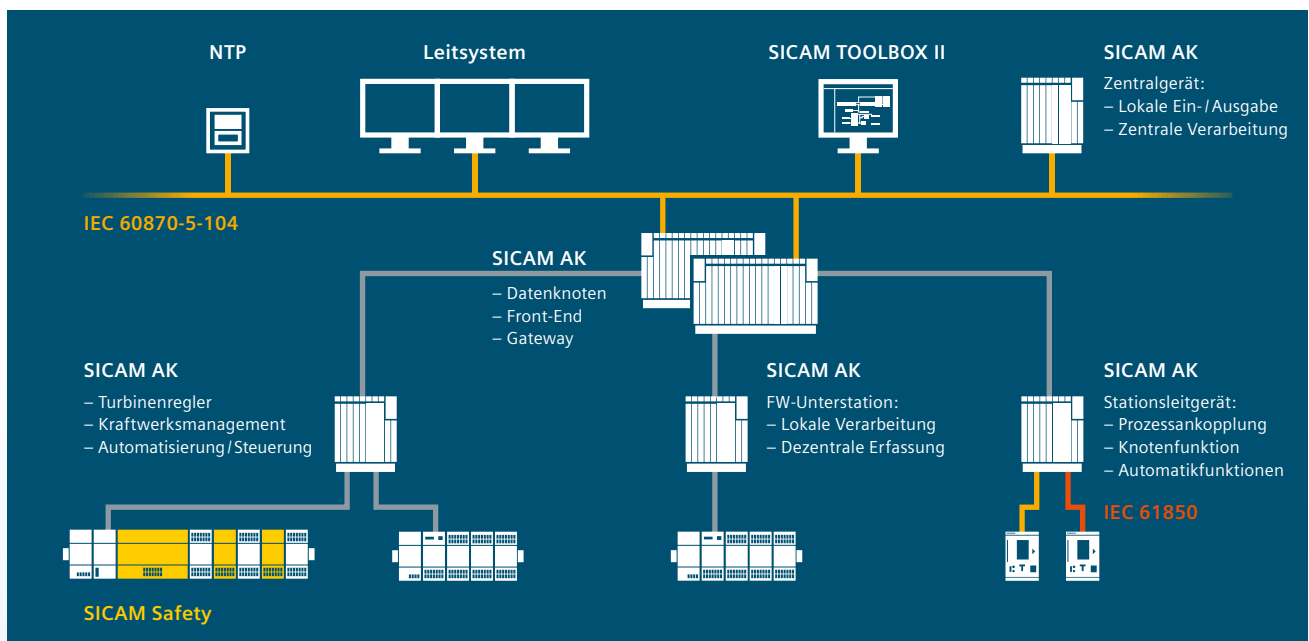 NTP
Leitsystem
SICAM TOOLBOX II
SICAM AK
Zentralgerät:
– Lokale Ein-/Ausgabe
– Zentrale Verarbeitung
IEC 60870-5-104
SICAM AK
– Datenknoten
– Front-End
– Gateway
SICAM AK
– Turbinenregler
– Kraftwerksmanagement
– Automatisierung/Steuerung
SICAM AK
FW-Unterstation:
– Lokale Verarbeitung
– Dezentrale Erfassung
SICAM AK
Stationsleitgerät:
– Prozessankopplung
– Knotenfunktion
– Automatikfunktionen
IEC 61850
SICAM Safety